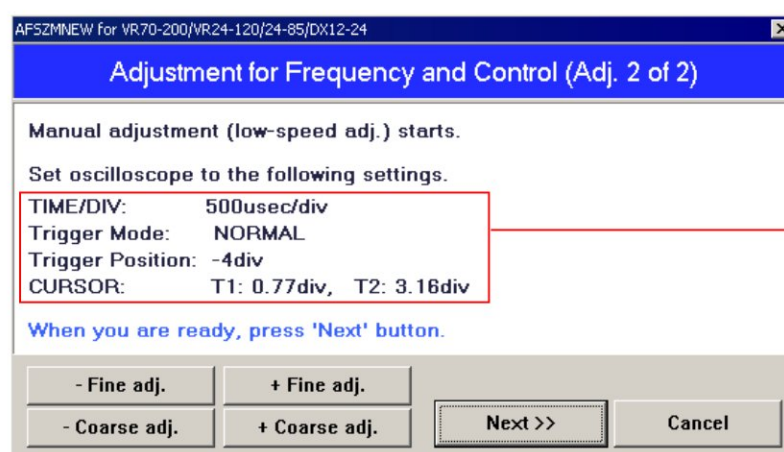 AFSZMNEW for VR70-200/VR24-120/24-85/DX12-24
Adjustment for Frequency and Control (Adj. 2 of 2)
Manual adjustment (low-speed adj.) starts.
Set oscilloscope to the following settings.
TIME/DIV: 500usec/div
Trigger Mode: NORMAL
Trigger Position: -4div
CURSOR: T1: 0.77div, T2: 3.16div
When you are ready, press 'Next' button.
- Fine adj. + Fine adj.
- Coarse adj. + Coarse adj. Next >> Cancel